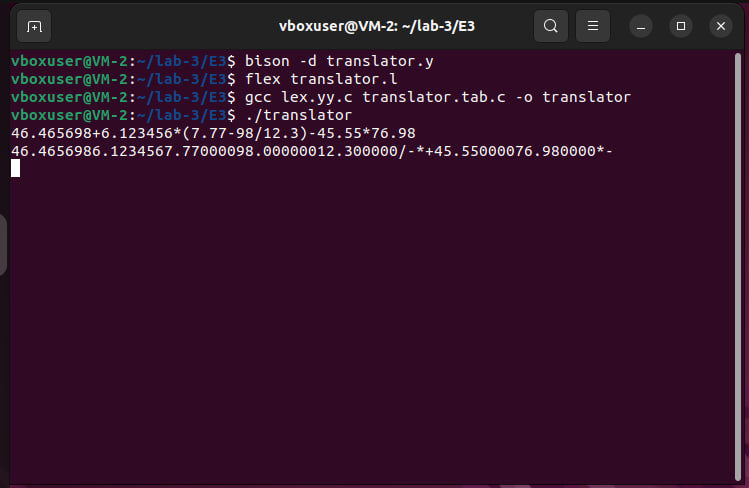 vboxuser@VM-2: ~/lab-3/E3
vboxuser@VM-2:~/lab-3/E3$ bison -d translator.y
vboxuser@VM-2:~/lab-3/E3$ flex translator.l
vboxuser@VM-2:~/lab-3/E3$ gcc lex.yy.c translator.tab.c -o translator
vboxuser@VM-2:~/lab-3/E3$ ./translator
46.465698+6.123456*(7.77-98/12.3)-45.55*76.98
46.4656986.1234567.77000098.00000012.300000/-*+45.55000076.980000*-